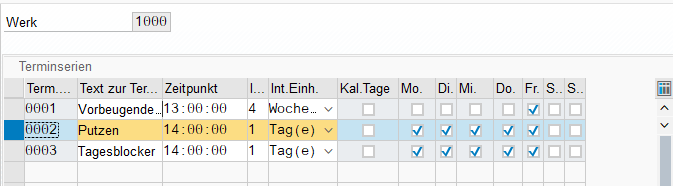 Werk 1000
Terminserien
Term.... Text zur Ter... Zeitpunkt I... Int.Einh. Kal.Tage Mo. Di. Mi. Do. Fr. S.. S..
0001 Vorbeugende... 13:00:00 4 Woche...
0002 Putzen 14:00:00 1 Tag(e)
0003 Tagesblocker 14:00:00 1 Tag(e)